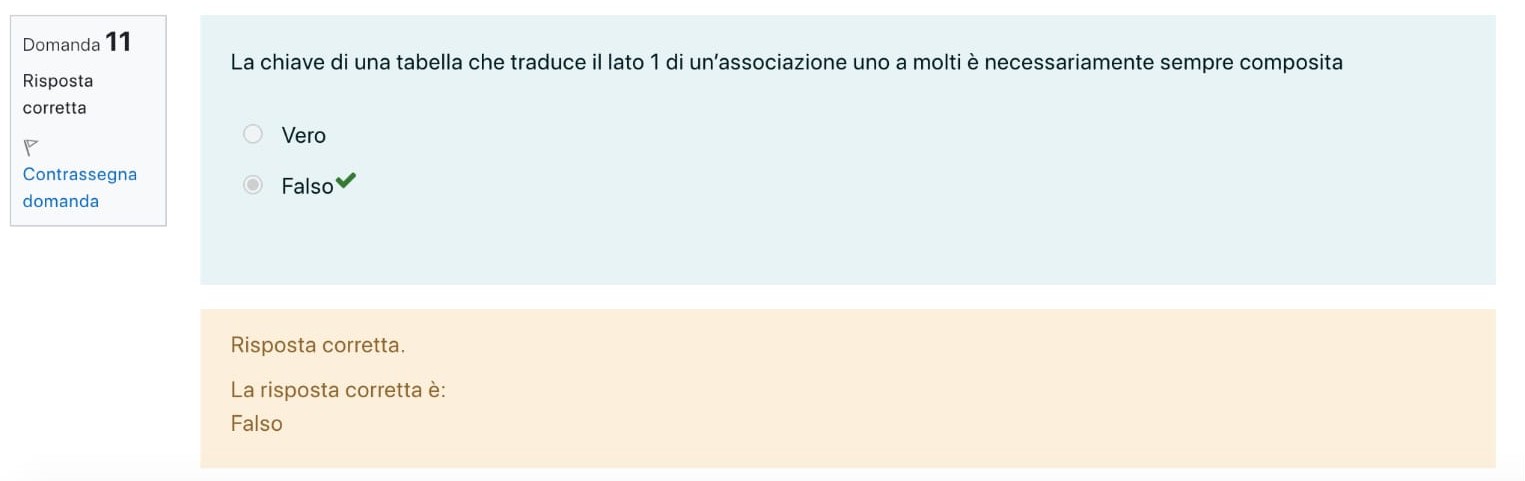 Domanda 11
Risposta
corretta
Contrassegna
domanda
La chiave di una tabella che traduce il lato 1 di un’associazione uno a molti è necessariamente sempre composita
Vero
Falso
Risposta corretta.
La risposta corretta è:
Falso